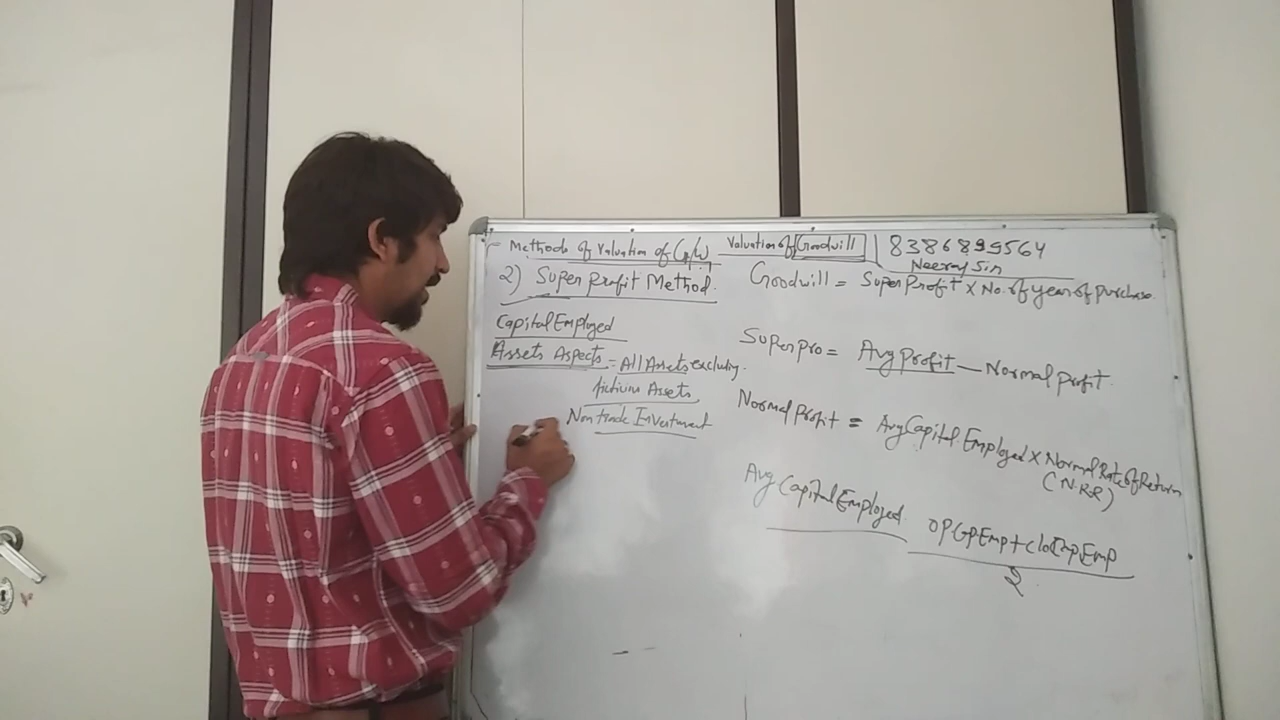 Methods of Valuation of G/W
Valuation of Goodwill
8386899564
Neeraj Sir
2) Super Profit Method.
Goodwill = Super Profit × No. of year of purchase.
Capital Employed
Assets Aspects = All Assets excluding.
fictious Assets,
Non trade Investment
Super Pro = Avg Profit — Normal profit.
Normal Profit = Avg Capital Employed × Normal Rate of Return
(N.R.R)
Avg Capital Employed. OP Cp Emp + Clo Cap Emp
2